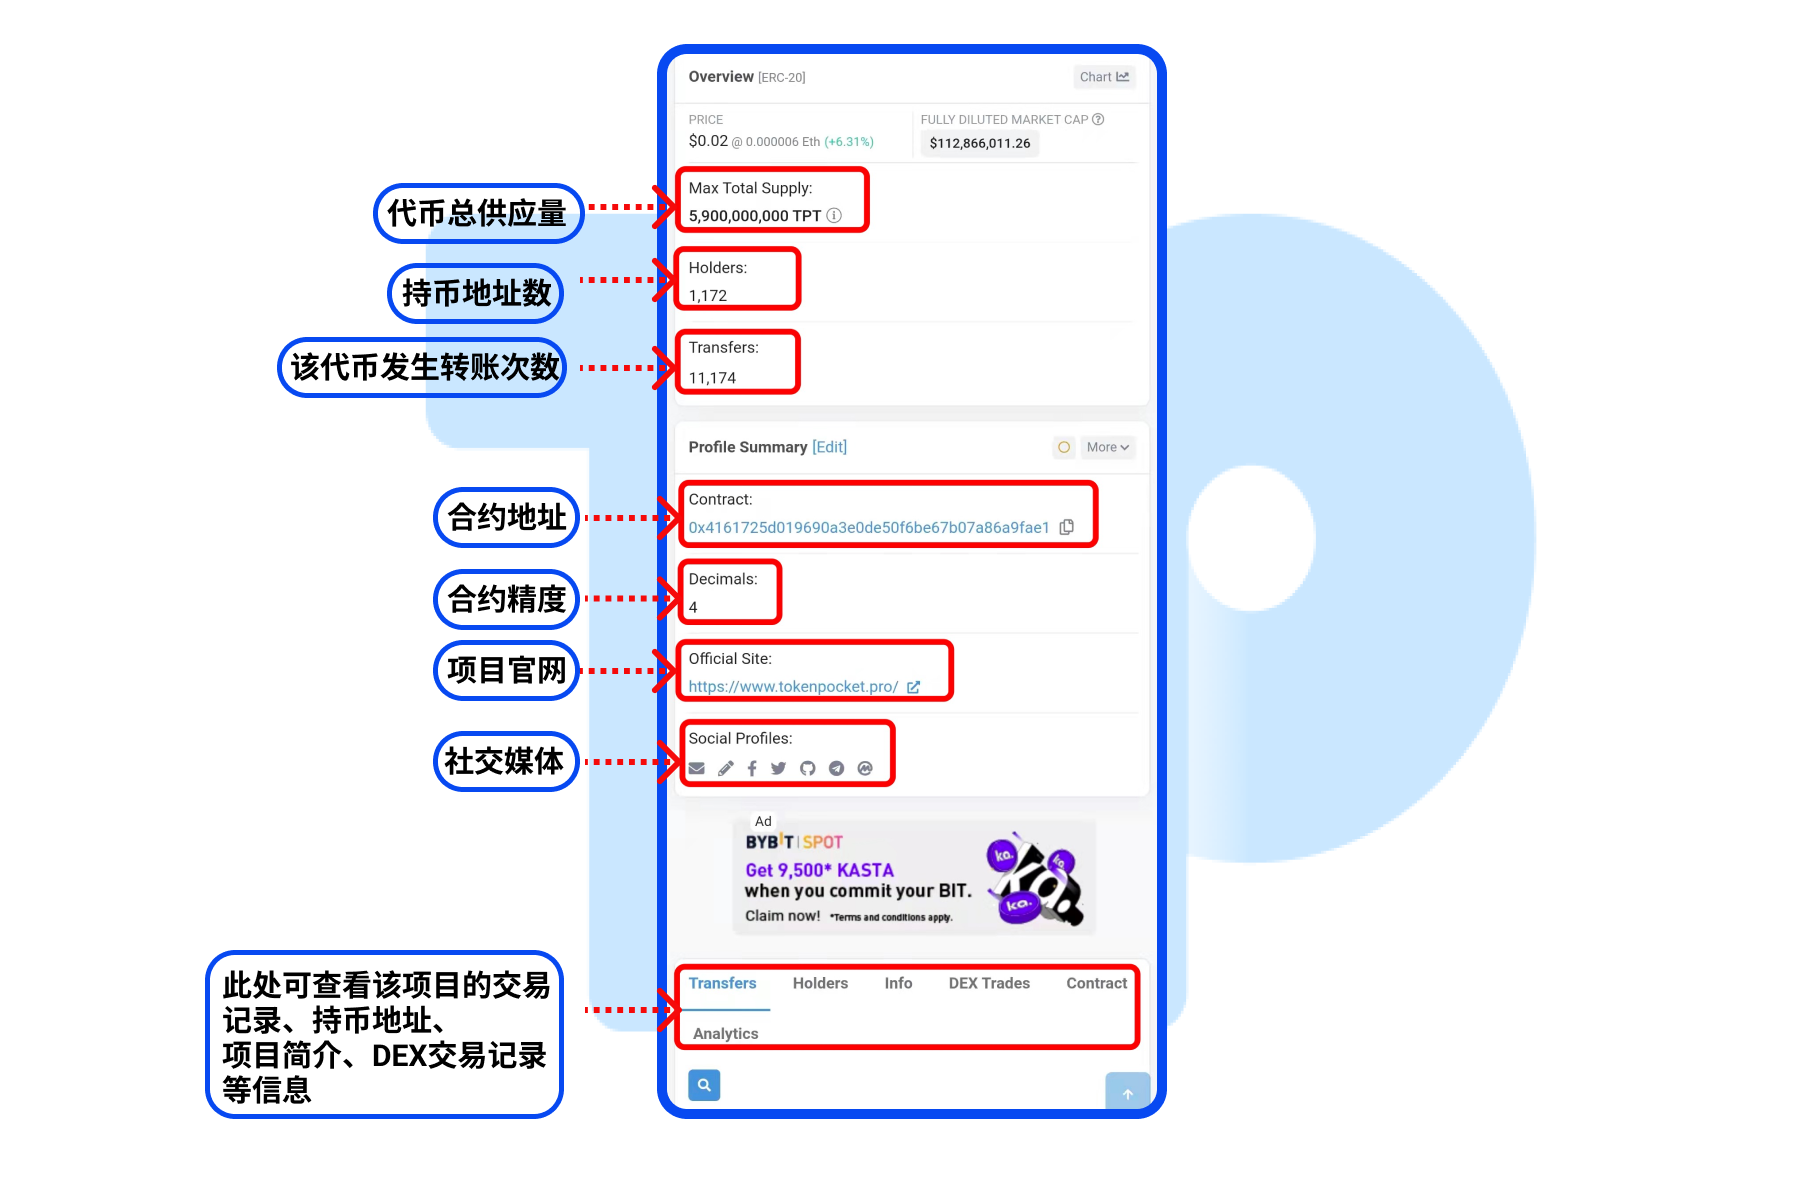 Overview [ERC-20]
Chart
PRICE
$0.02 @ 0.000006 Eth (+6.31%)
FULLY DILUTED MARKET CAP
$112,866,011.26
代币总供应量
Max Total Supply:
5,900,000,000 TPT
持币地址数
Holders:
1,172
该代币发生转账次数
Transfers:
11,174
Profile Summary [Edit]
More
合约地址
Contract:
0x4161725d019690a3e0de50f6be67b07a86a9fae1
合约精度
Decimals:
4
项目官网
Official Site:
https://www.tokenpocket.pro/
社交媒体
Social Profiles:
Ad
BYBIT | SPOT
Get 9,500* KASTA
when you commit your BIT.
Claim now! *Terms and conditions apply.
ka.
ka.
ka.
此处可查看该项目的交易
记录、持币地址、
项目简介、DEX交易记录
等信息
Transfers Holders Info DEX Trades Contract
Analytics